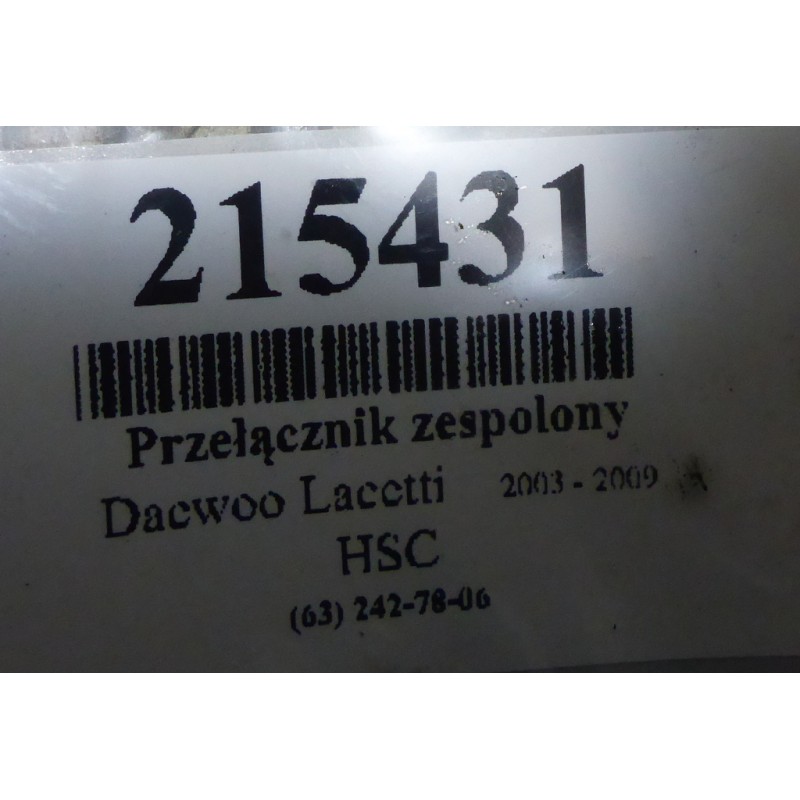 215431
Przełącznik zespolony
Daewoo Lacetti 2003 - 2009
HSC
(63) 242-78-06